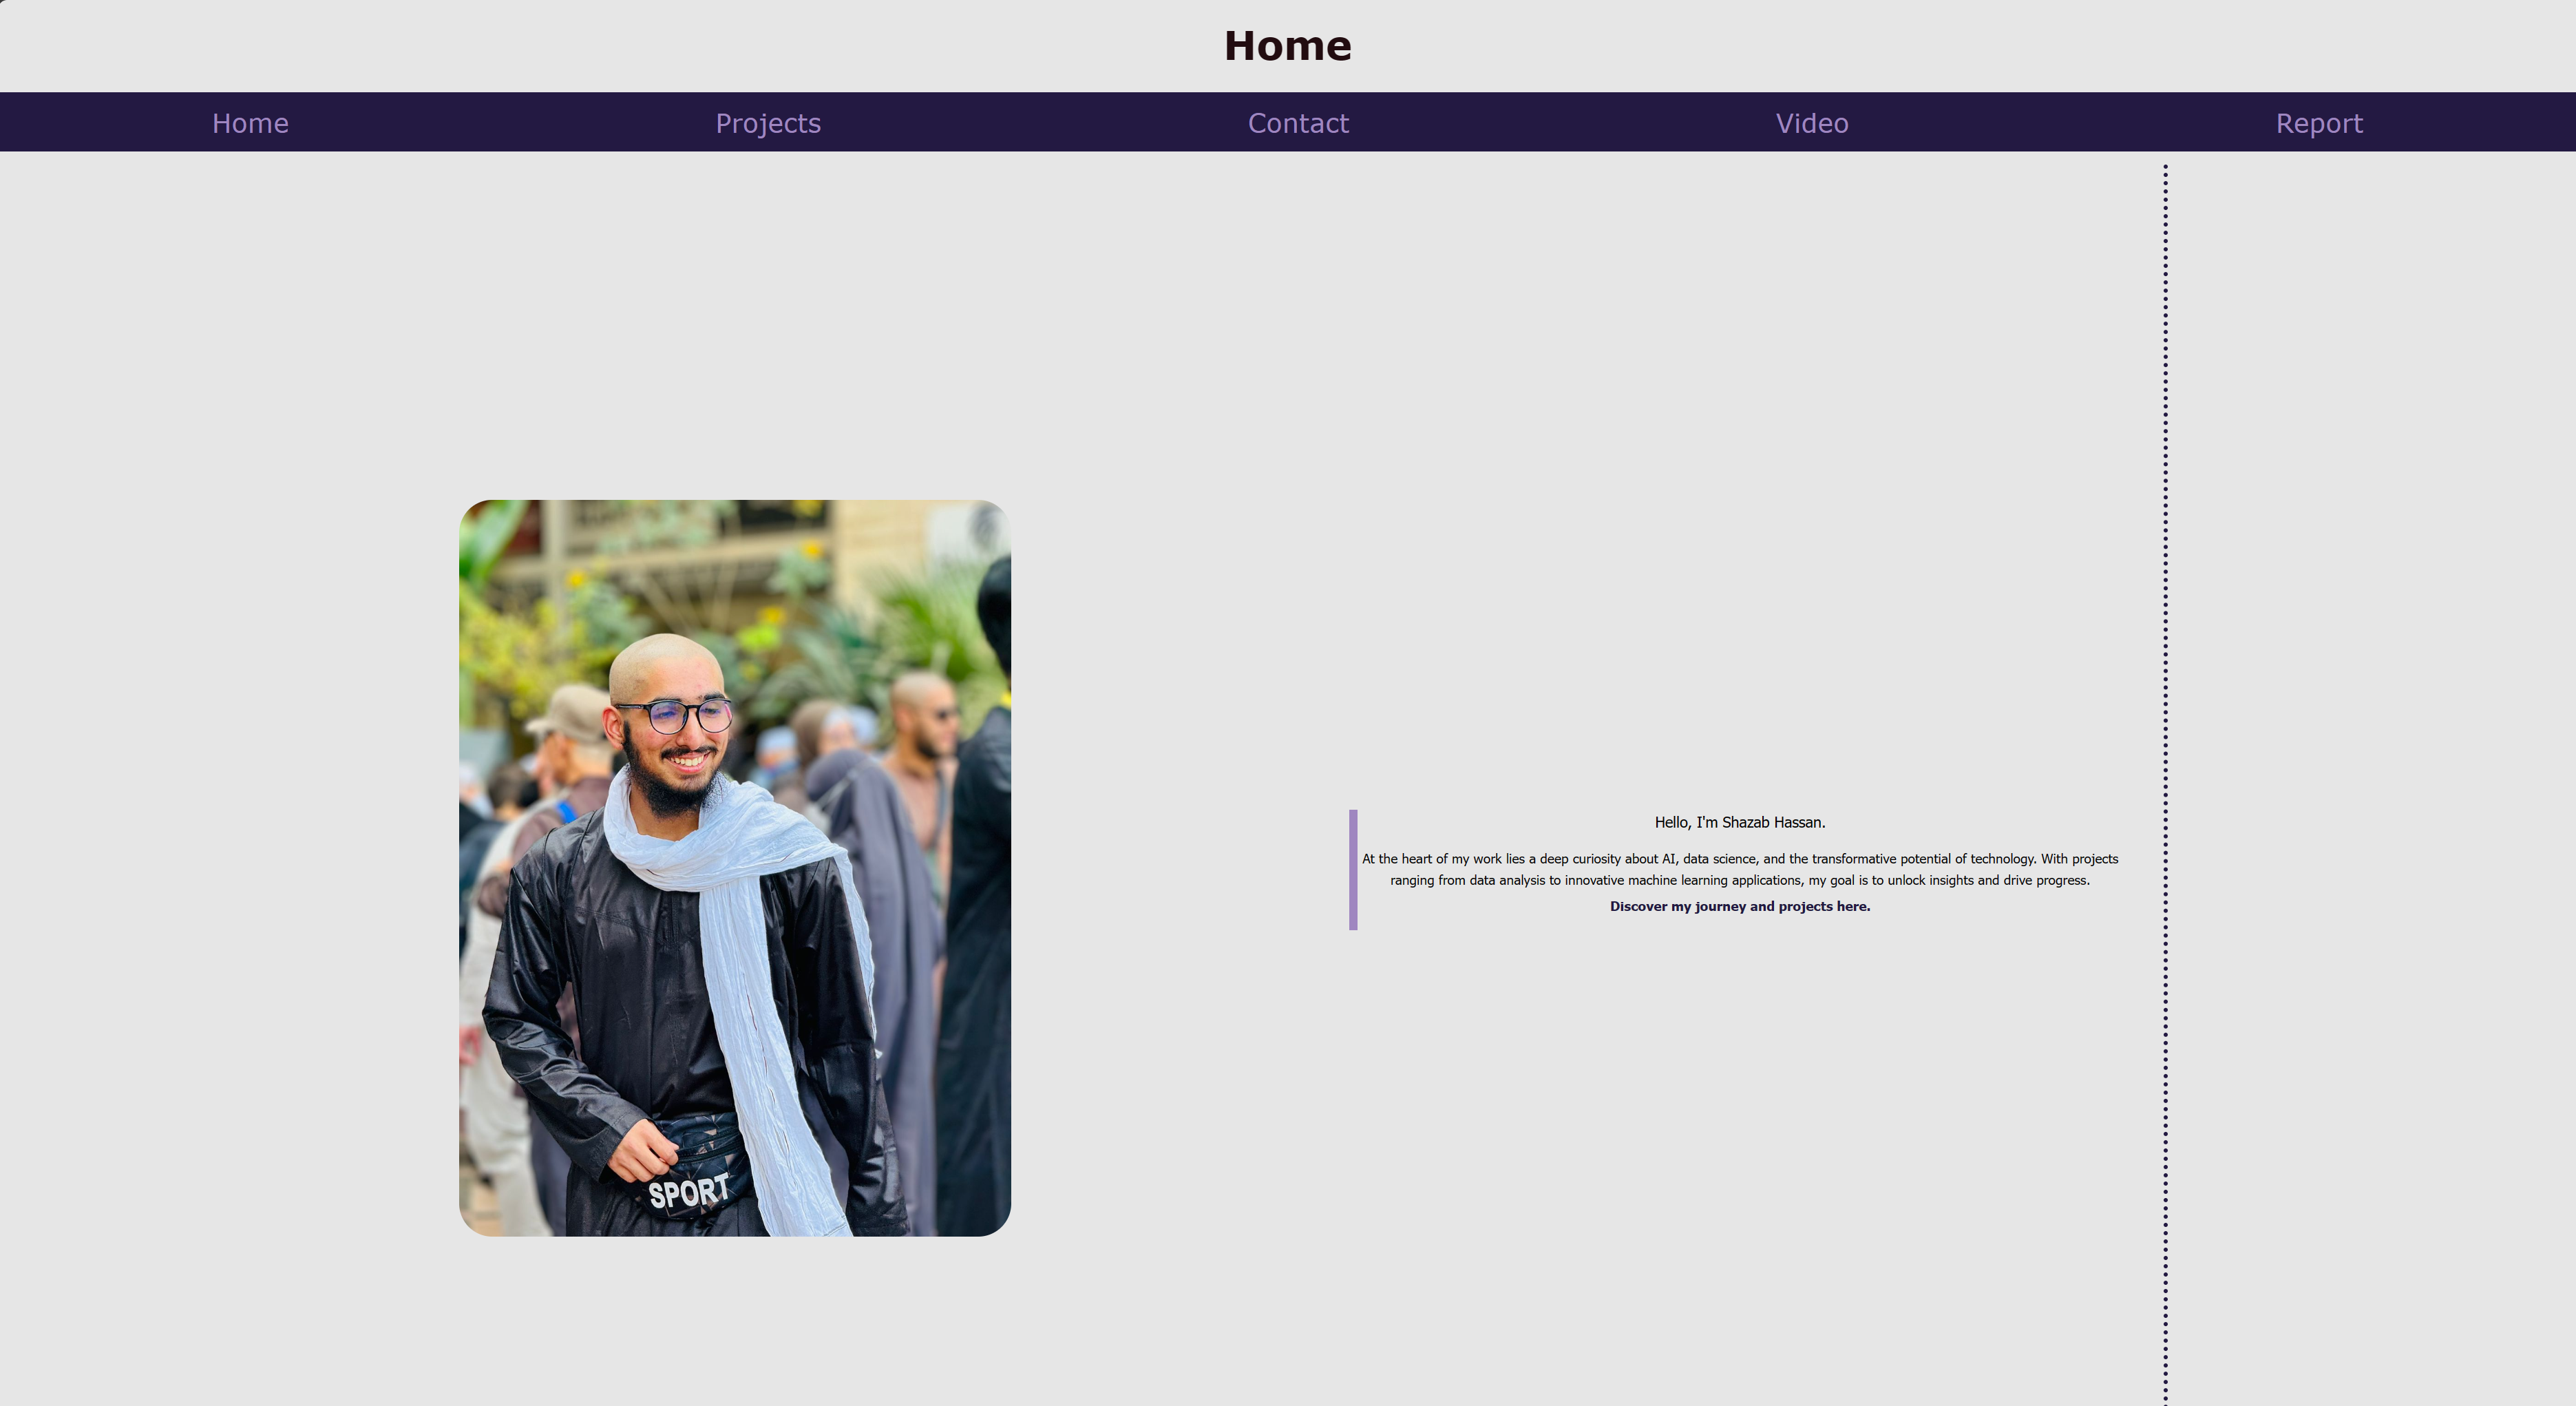 Home
Home Projects Contact Video Report
Hello, I'm Shazab Hassan.
At the heart of my work lies a deep curiosity about AI, data science, and the transformative potential of technology. With projects
ranging from data analysis to innovative machine learning applications, my goal is to unlock insights and drive progress.
Discover my journey and projects here.
SPORT